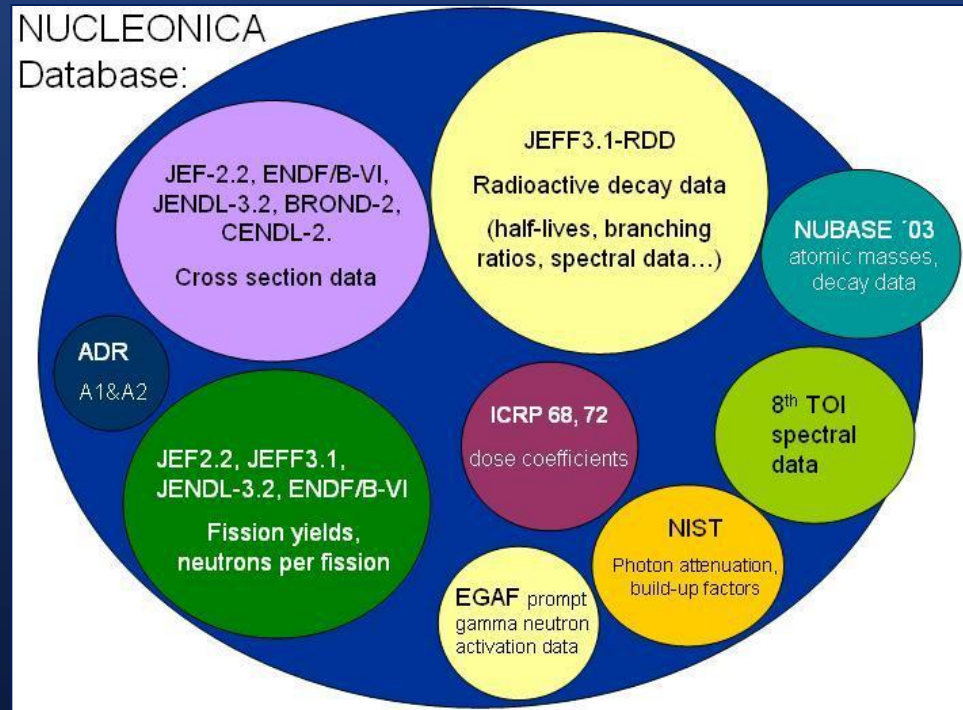 NUCLEONICA
Database:
JEF-2.2, ENDF/B-VI,
JENDL-3.2, BROND-2,
CENDL-2.
Cross section data
JEFF3.1-RDD
Radioactive decay data
(half-lives, branching
ratios, spectral data…)
NUBASE ´03
atomic masses,
decay data
ADR
A1&A2
JEF2.2, JEFF3.1,
JENDL-3.2, ENDF/B-VI
Fission yields,
neutrons per fission
ICRP 68, 72
dose coefficients
8th TOI
spectral
data
NIST
Photon attenuation,
build-up factors
EGAF prompt
gamma neutron
activation data